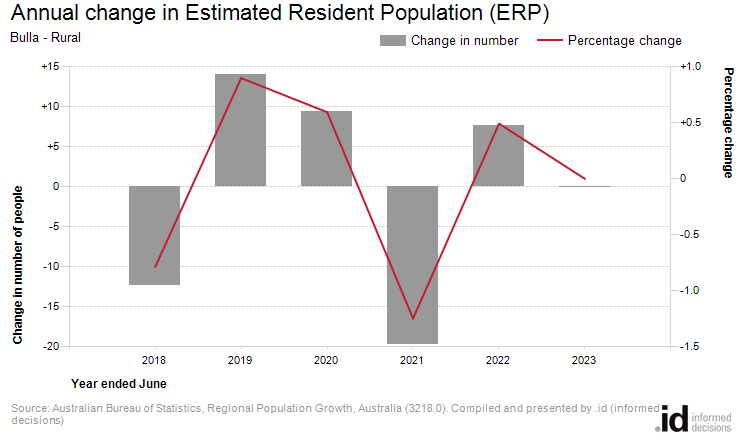 Annual change in Estimated Resident Population (ERP)
Bulla - Rural
Change in number
Percentage change
+15
+10
+5
0
-5
-10
-15
-20
Change in number of people
+1.0
+0.5
0
-0.5
-1.0
-1.5
Percentage change
2018 2019 2020 2021 2022 2023
Year ended June
Source: Australian Bureau of Statistics, Regional Population Growth, Australia (3218.0). Compiled and presented by .id (informed
decisions)
.id informed
decisions